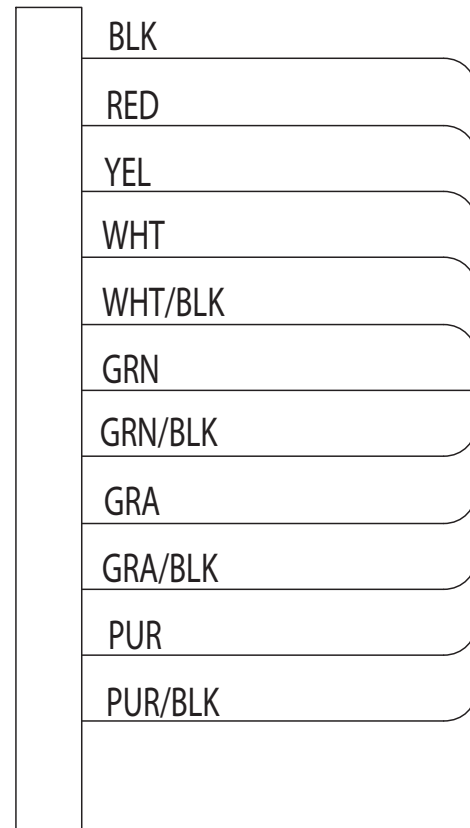 BLK
RED
YEL
WHT
WHT/BLK
GRN
GRN/BLK
GRA
GRA/BLK
PUR
PUR/BLK